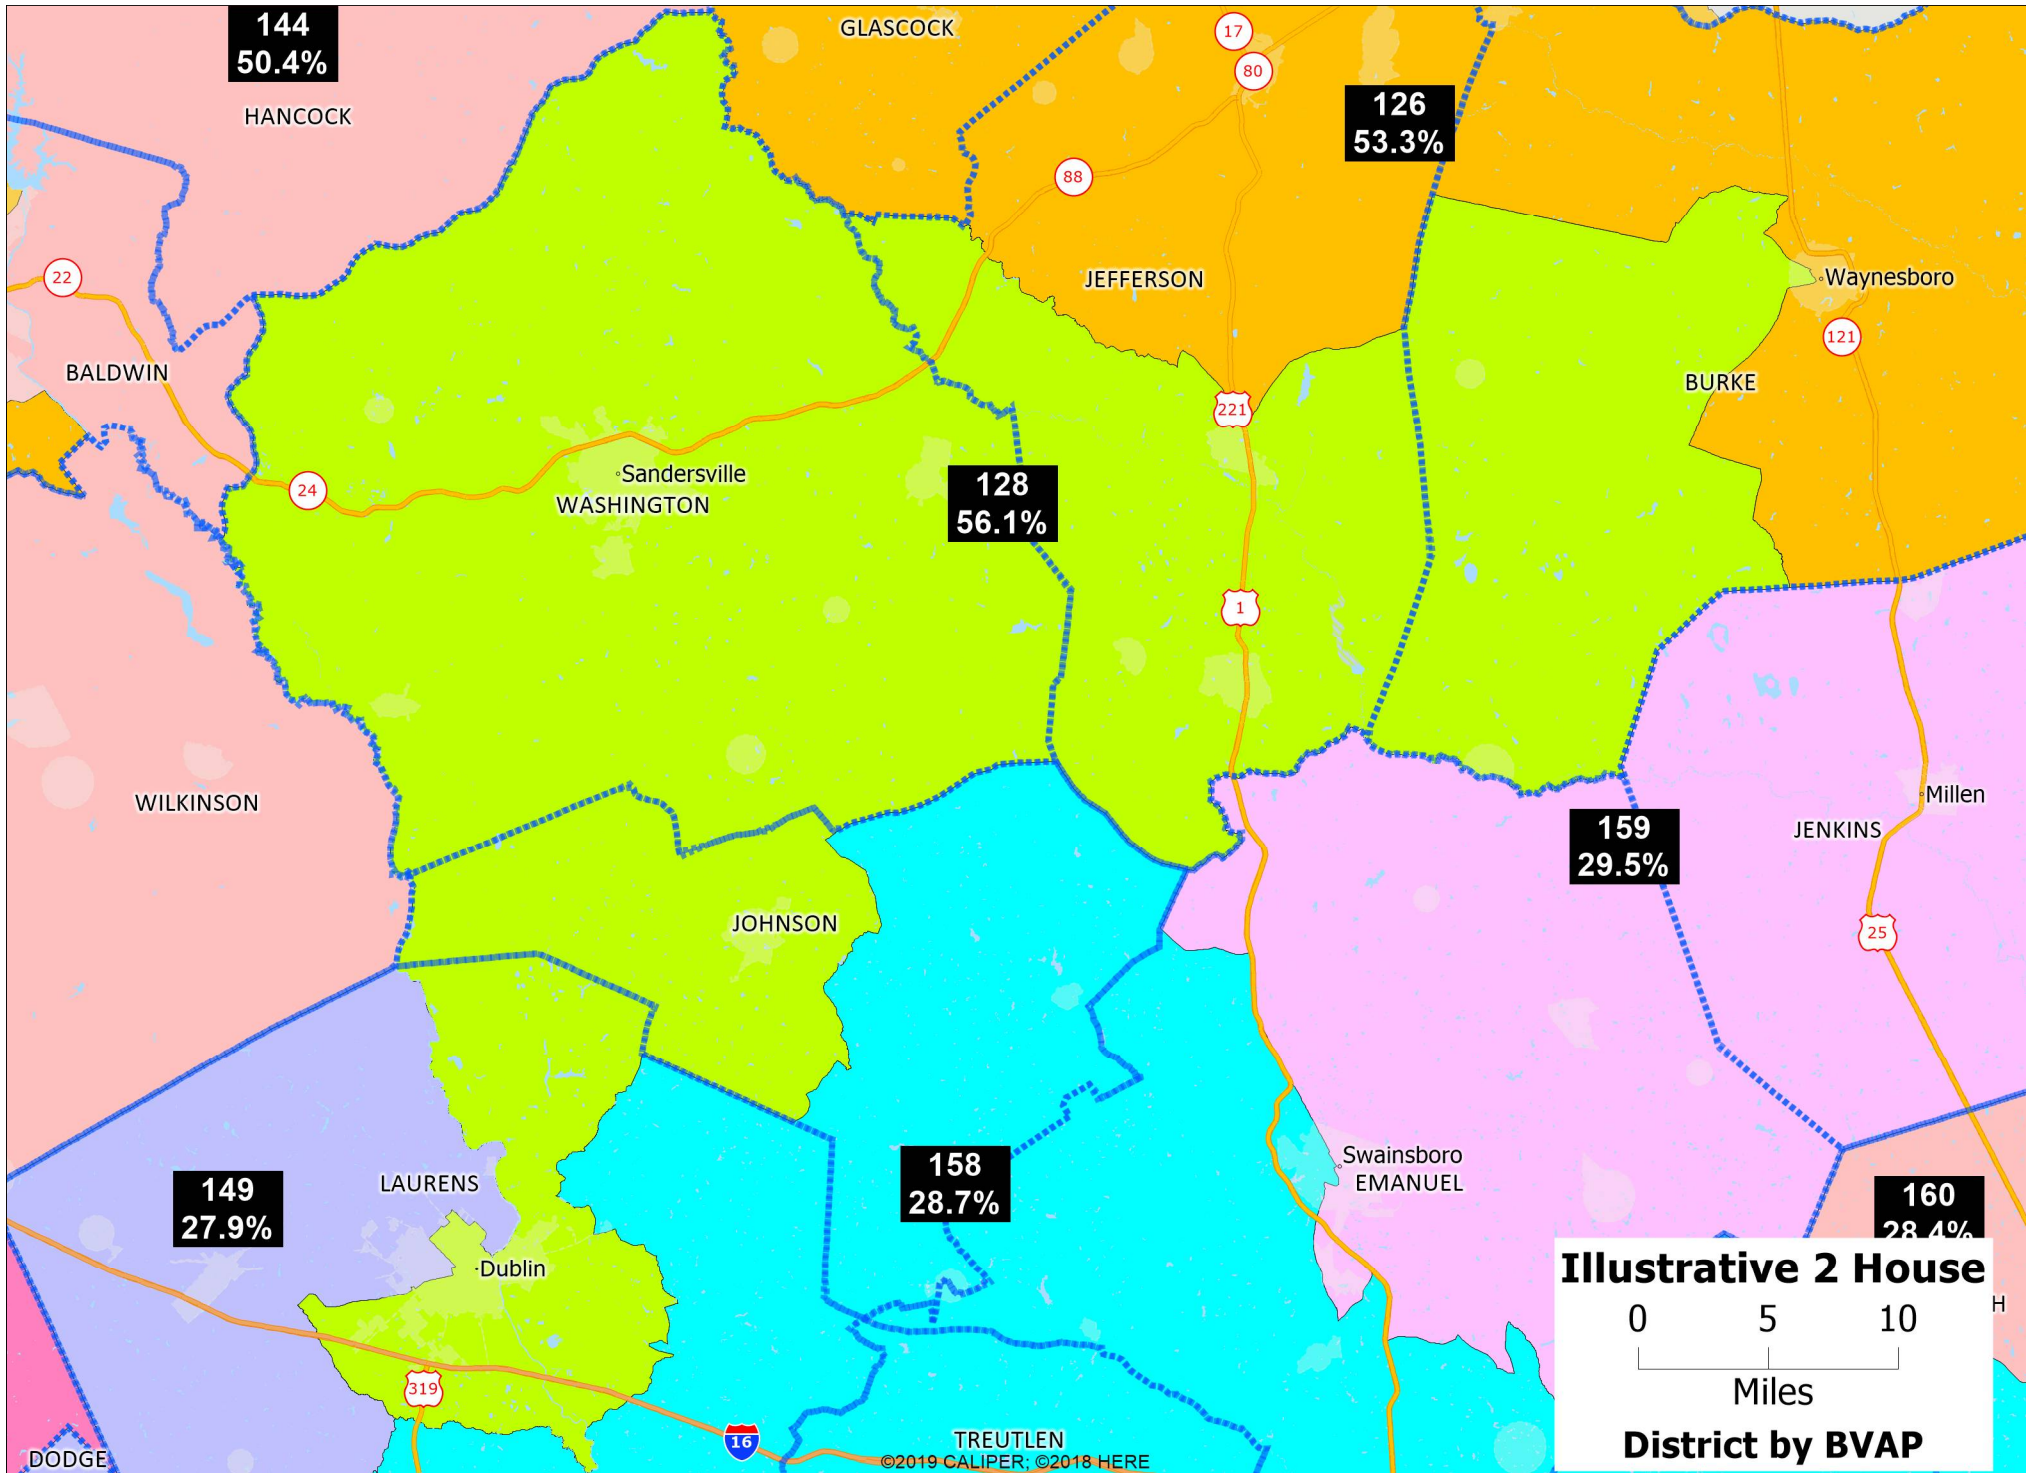 144
50.4%
GLASCOCK
17
80
HANCOCK
126
53.3%
88
22
JEFFERSON
Waynesboro
121
BALDWIN
BURKE
221
Sandersville
24
WASHINGTON
128
56.1%
1
WILKINSON
Millen
159
29.5%
JENKINS
JOHNSON
25
Swainsboro
EMANUEL
158
28.7%
LAURENS
149
27.9%
160
28.4%
Dublin
Illustrative 2 House
H
0 5 10
Miles
319
16
TREUTLEN
District by BVAP
DODGE
©2019 CALIPER; ©2018 HERE